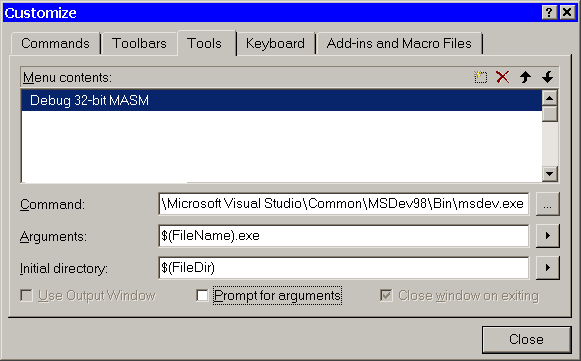 Customize
Commands Toolbars Tools Keyboard Add-ins and Macro Files
Menu contents:
Debug 32-bit MASM
Command: \Microsoft Visual Studio\Common\MSDev98\Bin\msdev.exe ...
Arguments: $(FileName).exe
Initial directory: $(FileDir)
Use Output Window Prompt for arguments Close window on exiting
Close